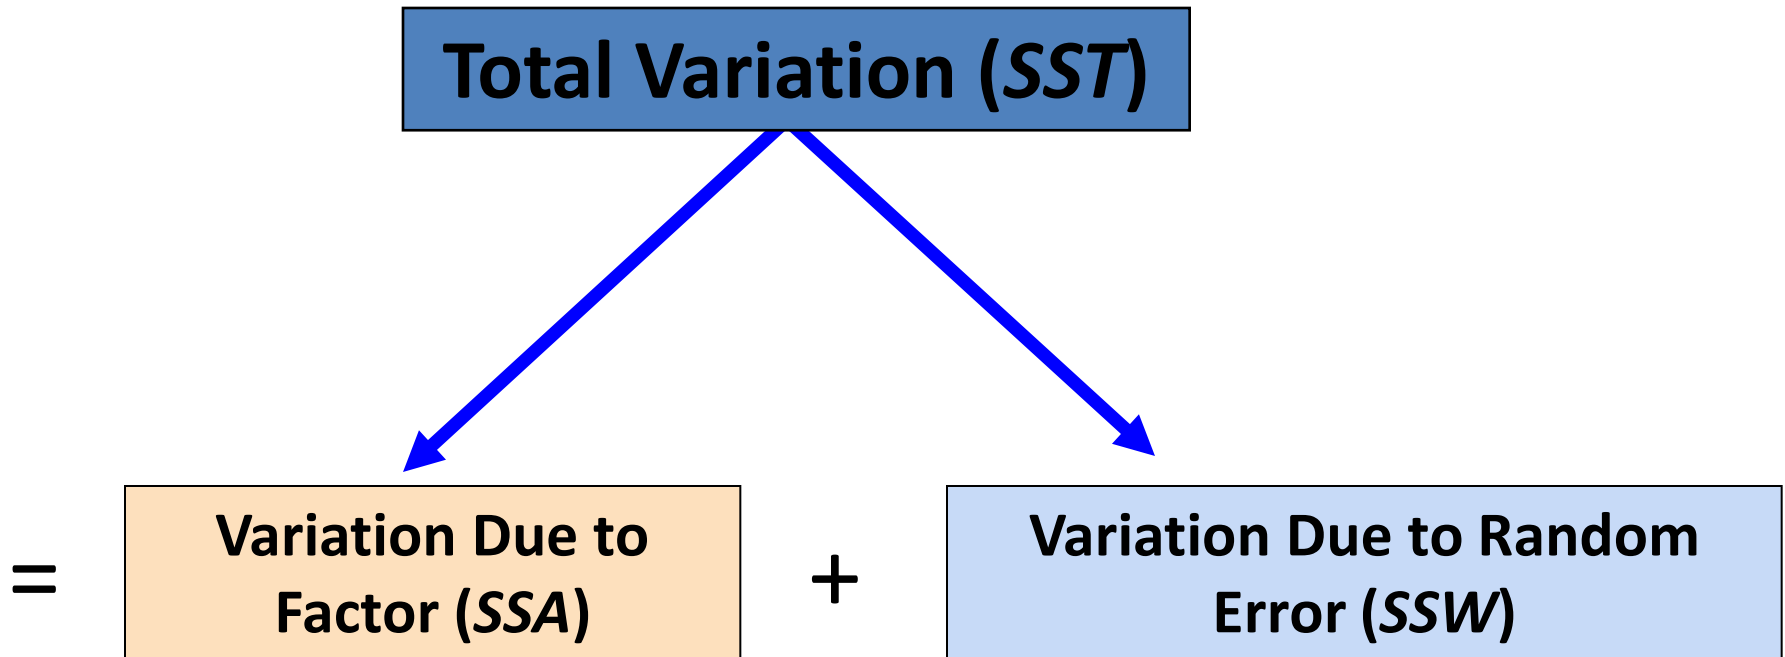 Total Variation (SST)
= Variation Due to Factor (SSA) + Variation Due to Random Error (SSW)